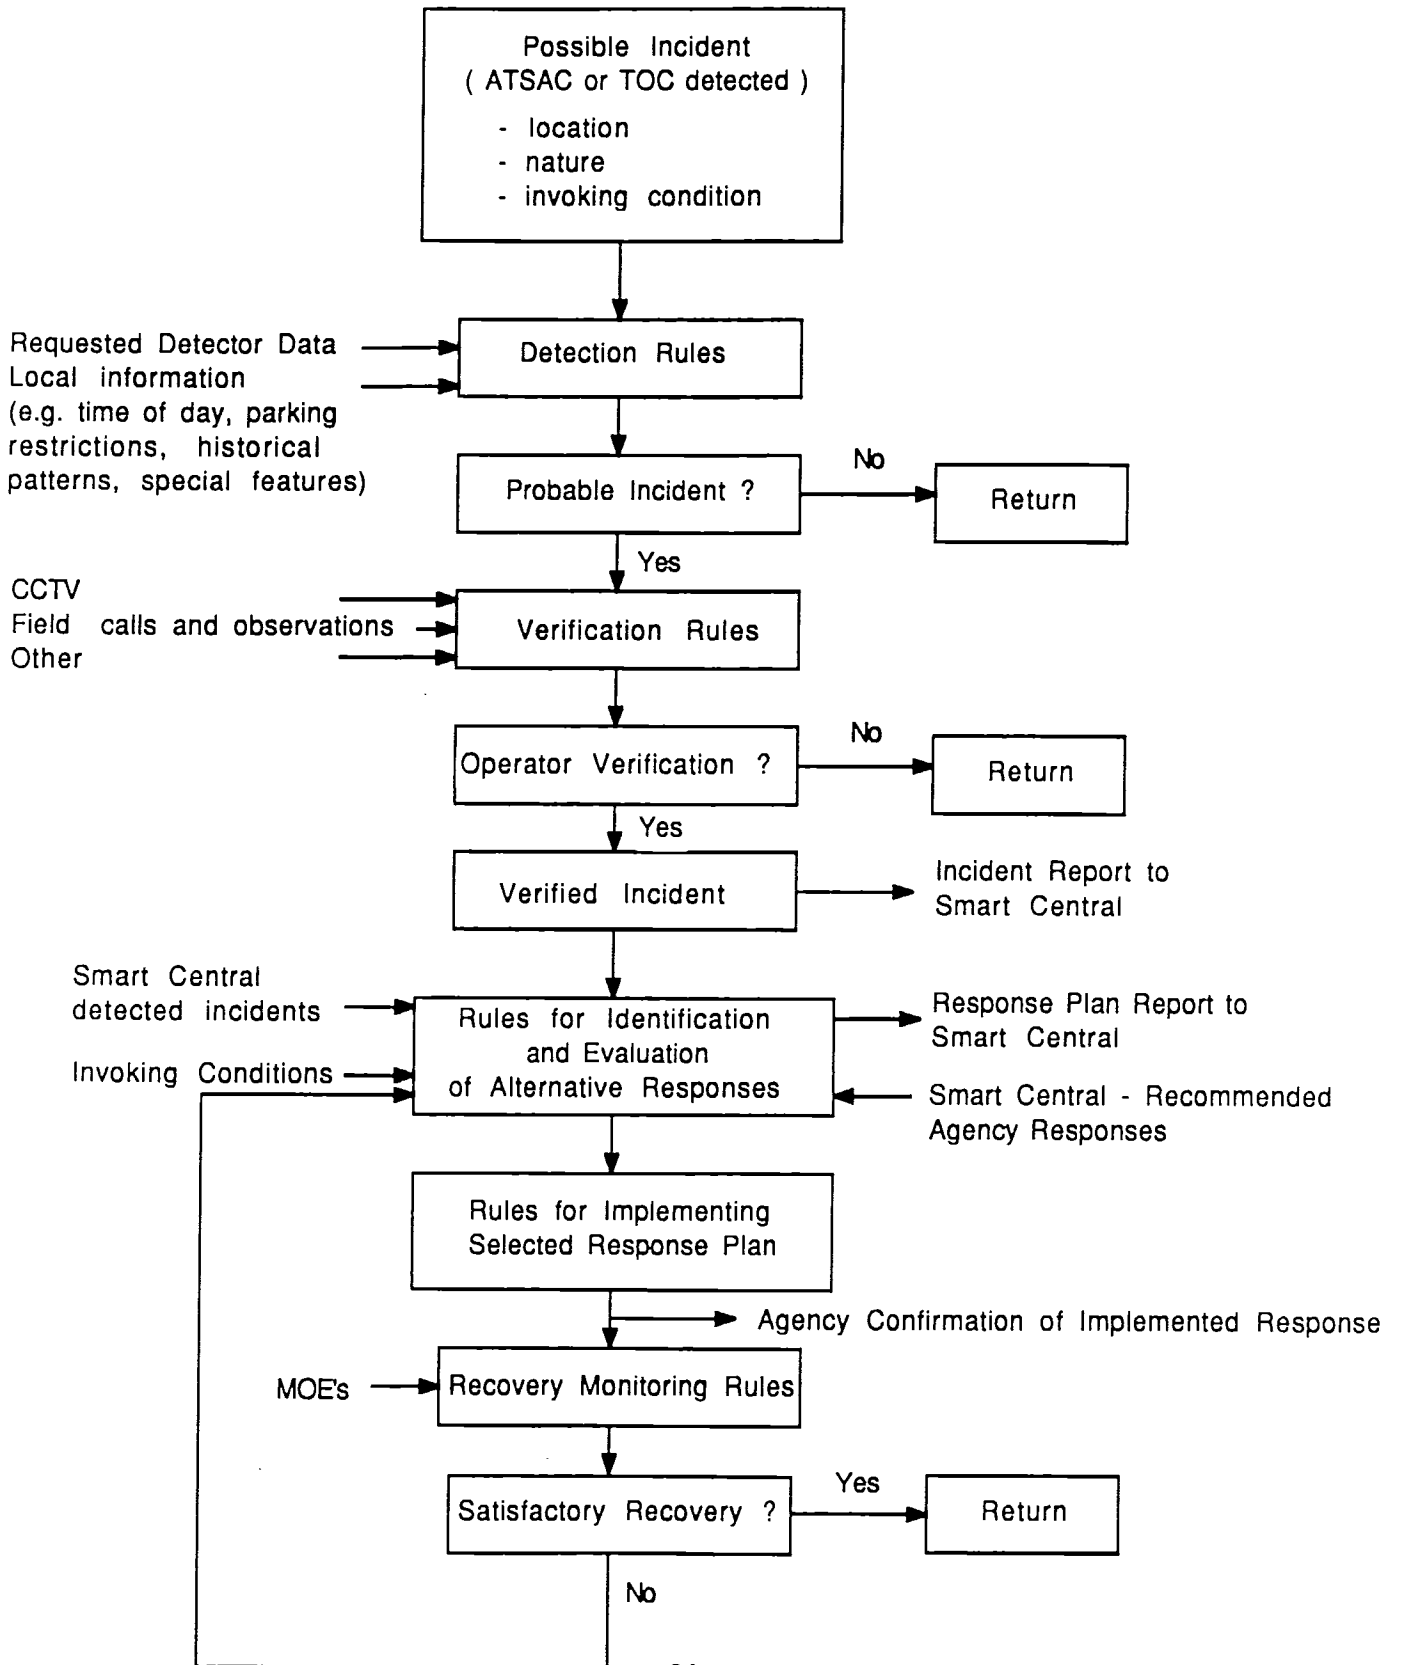 Possible Incident
( ATSAC or TOC detected )
- location
- nature
- invoking condition
Requested Detector Data
Local information
(e.g. time of day, parking
restrictions, historical
patterns, special features)
Detection Rules
Probable Incident ?
No
Return
Yes
CCTV
Field calls and observations
Other
Verification Rules
Operator Verification ?
No
Return
Yes
Verified Incident
Incident Report to
Smart Central
Smart Central
detected incidents
Invoking Conditions
Rules for Identification
and Evaluation
of Alternative Responses
Response Plan Report to
Smart Central
Smart Central - Recommended
Agency Responses
Rules for Implementing
Selected Response Plan
Agency Confirmation of Implemented Response
MOE's
Recovery Monitoring Rules
Satisfactory Recovery ?
Yes
Return
No